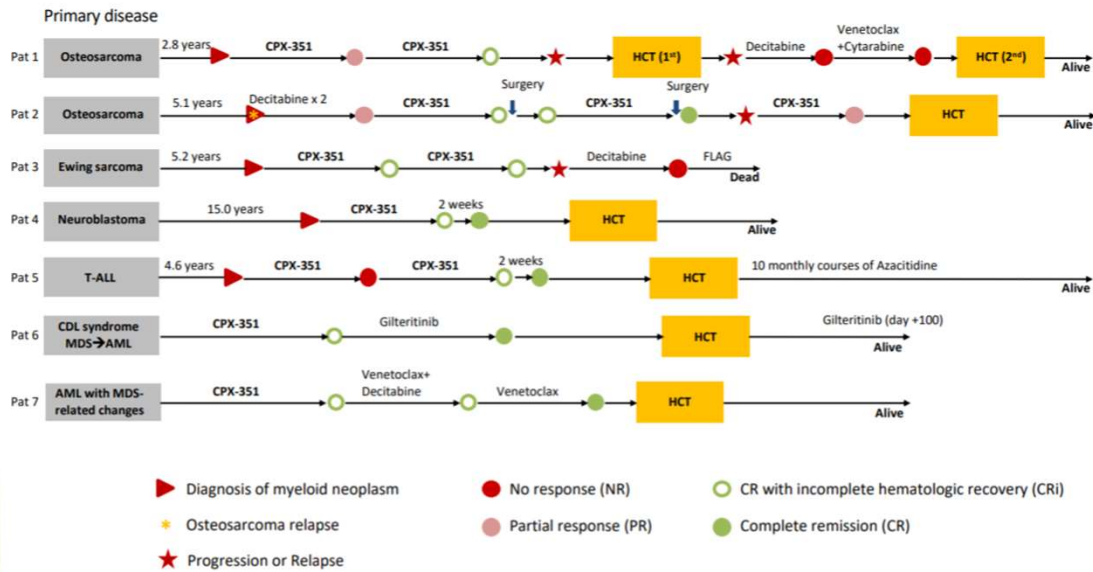 Primary disease
Pat 1 Osteosarcoma 2.8 years CPX-351 CPX-351 HCT (1st) Decitabine Venetoclax +Cytarabine HCT (2nd) Alive
Pat 2 Osteosarcoma 5.1 years Decitabine x 2 CPX-351 Surgery CPX-351 Surgery CPX-351 HCT Alive
Pat 3 Ewing sarcoma 5.2 years CPX-351 CPX-351 Decitabine FLAG Dead
Pat 4 Neuroblastoma 15.0 years CPX-351 2 weeks HCT Alive
Pat 5 T-ALL 4.6 years CPX-351 CPX-351 2 weeks HCT 10 monthly courses of Azacitidine Alive
Pat 6 CDL syndrome MDS→AML CPX-351 Gilteritinib HCT Gilteritinib (day +100) Alive
Pat 7 AML with MDS-related changes CPX-351 Venetoclax+ Decitabine Venetoclax HCT Alive
Diagnosis of myeloid neoplasm
Osteosarcoma relapse
Progression or Relapse
No response (NR)
Partial response (PR)
CR with incomplete hematologic recovery (CRi)
Complete remission (CR)